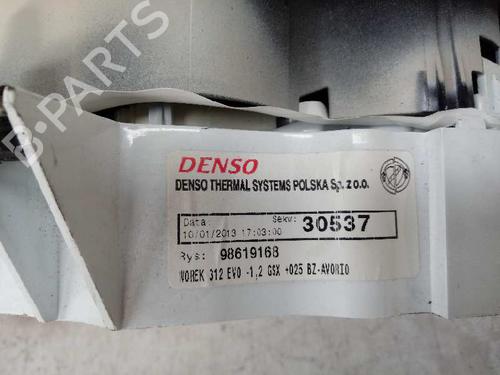 B-PARTS
DENSO
DENSO THERMAL SYSTEMS POLSKA Sp. z o.o.
Data: Sekw: 30537
10/01/2013 17:03:00
Rys: 98619168
WOREK 312 EVO -1,2 GSX +025 BZ-AVORIO